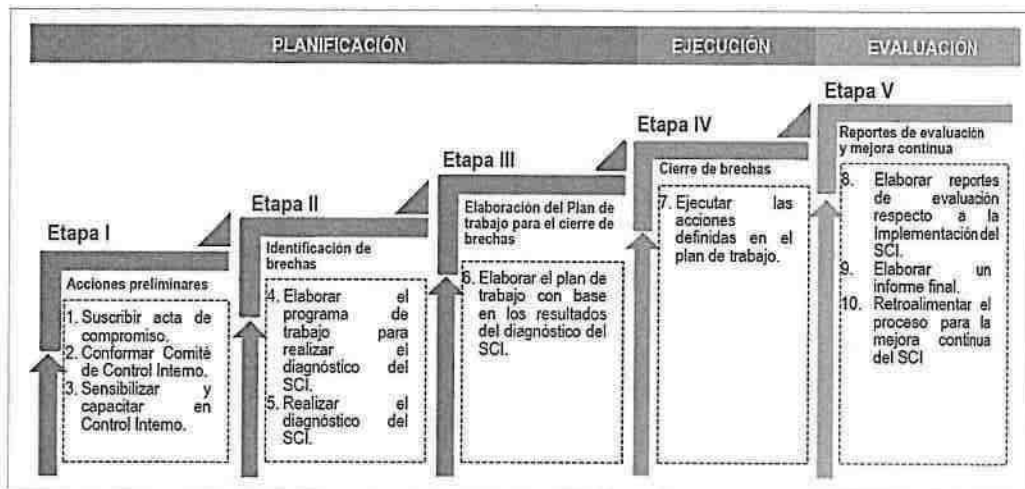 PLANIFICACIÓN
EJECUCIÓN
EVALUACIÓN
Etapa I
Acciones preliminares
1. Suscribir acta de
compromiso.
2. Conformar Comité
de Control Interno.
3. Sensibilizar y
capacitar en
Control Interno.
Etapa II
Identificación de
brechas
4. Elaborar el
programa de
trabajo para
realizar el
diagnóstico del
SCI.
5. Realizar el
diagnóstico del
SCI.
Etapa III
Elaboración del Plan de
trabajo para el cierre de
brechas
6. Elaborar el plan de
trabajo con base
en los resultados
del diagnóstico del
SCI.
Etapa IV
Cierre de brechas
7. Ejecutar las
acciones
definidas en el
plan de trabajo.
Etapa V
Reportes de evaluación
y mejora continua
8. Elaborar reportes
de evaluación
respecto a la
Implementación del
SCI.
9. Elaborar un
informe final.
10. Retroalimentar el
proceso para la
mejora continua
del SCI